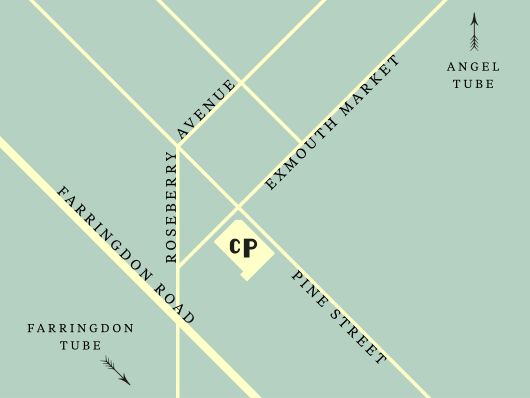 ANGEL
TUBE
ROSEBERRY AVENUE
EXMOUTH MARKET
FARRINGDON ROAD
CP
PINE STREET
FARRINGDON
TUBE